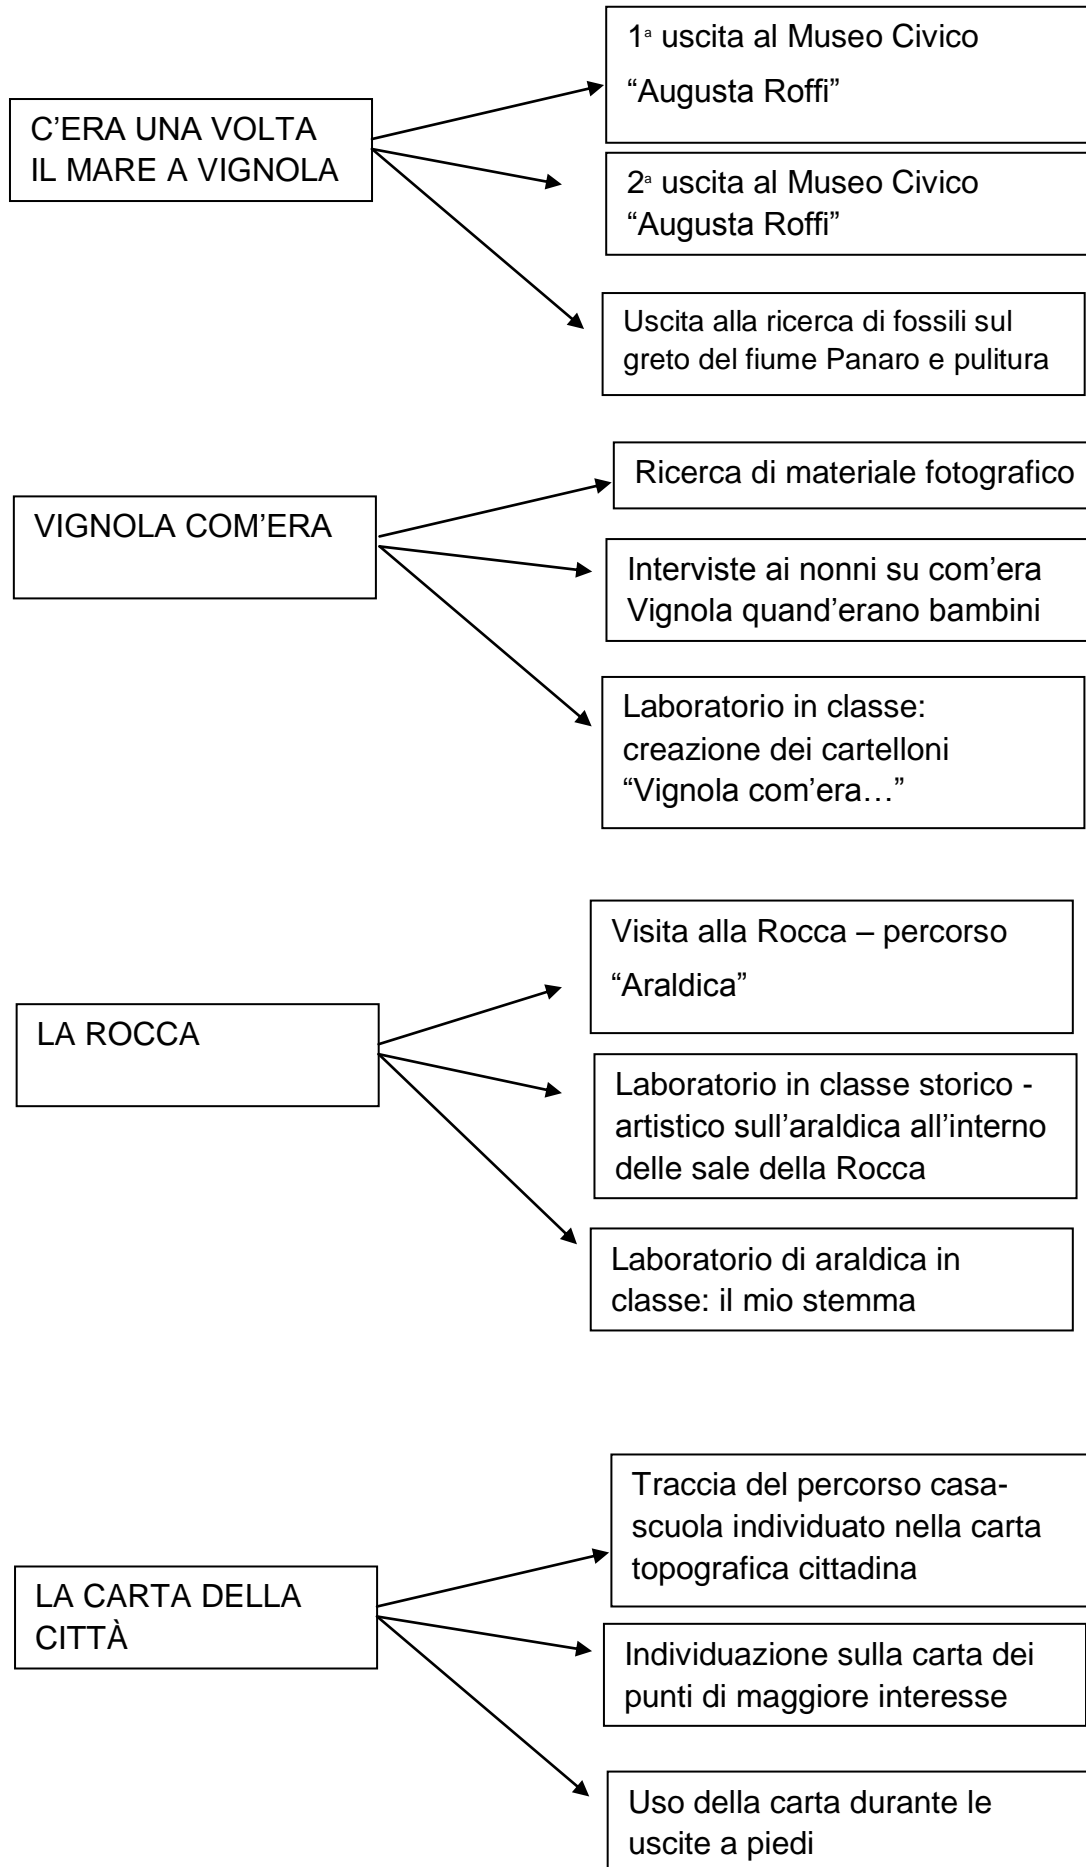 C’ERA UNA VOLTA
IL MARE A VIGNOLA
1ª uscita al Museo Civico
“Augusta Roffi”
2ª uscita al Museo Civico
“Augusta Roffi”
Uscita alla ricerca di fossili sul
greto del fiume Panaro e pulitura
VIGNOLA COM’ERA
Ricerca di materiale fotografico
Interviste ai nonni su com’era
Vignola quand’erano bambini
Laboratorio in classe:
creazione dei cartelloni
“Vignola com’era…”
LA ROCCA
Visita alla Rocca – percorso
“Araldica”
Laboratorio in classe storico -
artistico sull’araldica all’interno
delle sale della Rocca
Laboratorio di araldica in
classe: il mio stemma
LA CARTA DELLA
CITTÀ
Traccia del percorso casa-
scuola individuato nella carta
topografica cittadina
Individuazione sulla carta dei
punti di maggiore interesse
Uso della carta durante le
uscite a piedi